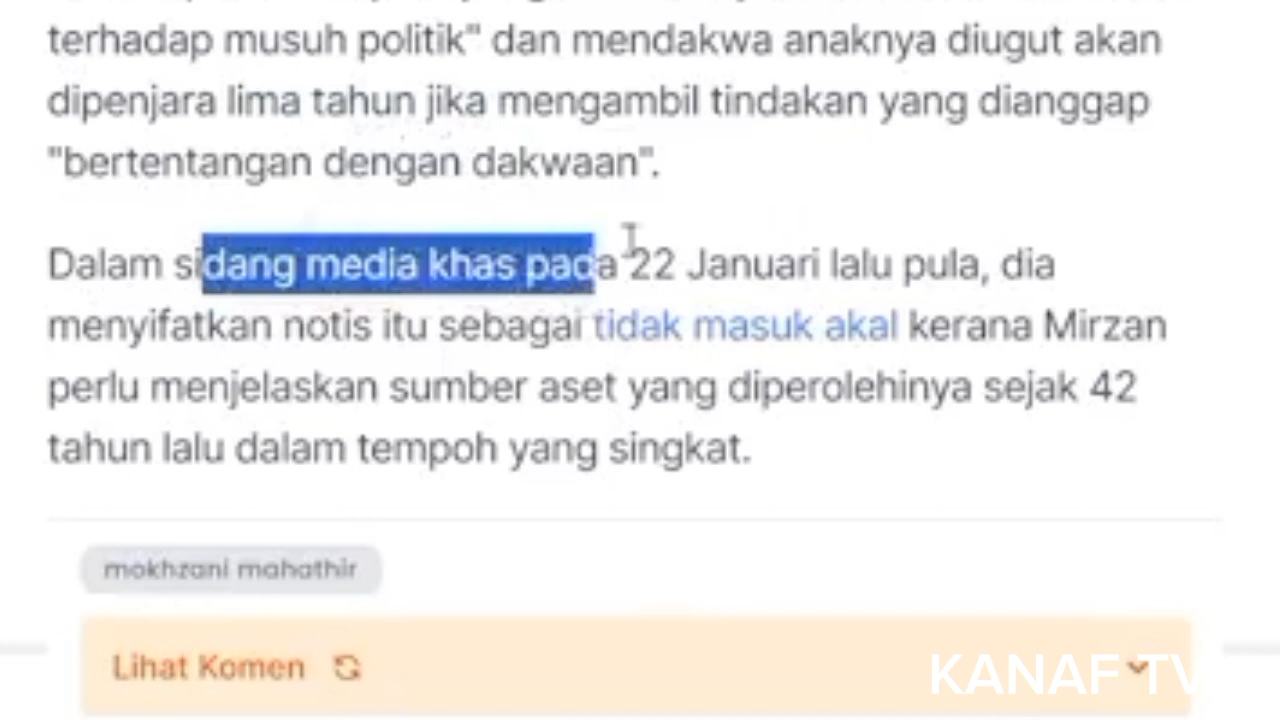 terhadap musuh politik" dan mendakwa anaknya diugut akan
dipenjara lima tahun jika mengambil tindakan yang dianggap
"bertentangan dengan dakwaan".
Dalam sidang media khas pada 22 Januari lalu pula, dia
menyifatkan notis itu sebagai tidak masuk akal kerana Mirzan
perlu menjelaskan sumber aset yang diperolehinya sejak 42
tahun lalu dalam tempoh yang singkat.
mokhzani mahathir
Lihat Komen
KANAF TV